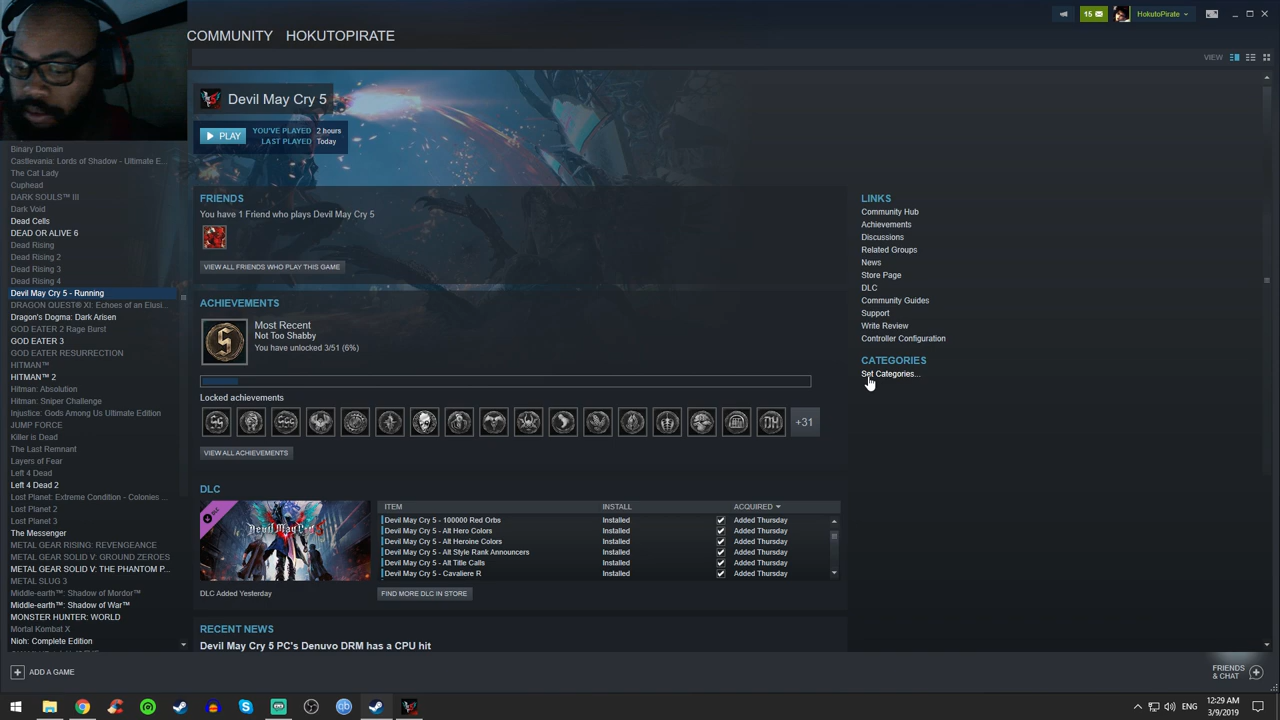 15
HokutoPirate
COMMUNITY HOKUTOPIRATE
VIEW
Devil May Cry 5
PLAY
YOU'VE PLAYED 2 hours
LAST PLAYED Today
Binary Domain
Castlevania: Lords of Shadow - Ultimate E...
The Cat Lady
Cuphead
DARK SOULS™ III
Dark Void
Dead Cells
DEAD OR ALIVE 6
Dead Rising
Dead Rising 2
Dead Rising 3
Dead Rising 4
Devil May Cry 5 - Running
DRAGON QUEST® XI: Echoes of an Elusi...
Dragon's Dogma: Dark Arisen
GOD EATER 2 Rage Burst
GOD EATER 3
GOD EATER RESURRECTION
HITMAN™
HITMAN™ 2
Hitman: Absolution
Hitman: Sniper Challenge
Injustice: Gods Among Us Ultimate Edition
JUMP FORCE
Killer is Dead
The Last Remnant
Layers of Fear
Left 4 Dead
Left 4 Dead 2
Lost Planet: Extreme Condition - Colonies ...
Lost Planet 2
Lost Planet 3
The Messenger
METAL GEAR RISING: REVENGEANCE
METAL GEAR SOLID V: GROUND ZEROES
METAL GEAR SOLID V: THE PHANTOM P...
METAL SLUG 3
Middle-earth™: Shadow of Mordor™
Middle-earth™: Shadow of War™
MONSTER HUNTER: WORLD
Mortal Kombat X
Nioh: Complete Edition
FRIENDS
You have 1 Friend who plays Devil May Cry 5
VIEW ALL FRIENDS WHO PLAY THIS GAME
ACHIEVEMENTS
Most Recent
Not Too Shabby
You have unlocked 3/51 (6%)
Locked achievements
+31
VIEW ALL ACHIEVEMENTS
DLC
Devil May Cry 5
DLC Added Yesterday
ITEM INSTALL ACQUIRED
Devil May Cry 5 - 100000 Red Orbs Installed Added Thursday
Devil May Cry 5 - Alt Hero Colors Installed Added Thursday
Devil May Cry 5 - Alt Heroine Colors Installed Added Thursday
Devil May Cry 5 - Alt Style Rank Announcers Installed Added Thursday
Devil May Cry 5 - Alt Title Calls Installed Added Thursday
Devil May Cry 5 - Cavaliere R Installed Added Thursday
FIND MORE DLC IN STORE
RECENT NEWS
Devil May Cry 5 PC's Denuvo DRM has a CPU hit
LINKS
Community Hub
Achievements
Discussions
Related Groups
News
Store Page
DLC
Community Guides
Support
Write Review
Controller Configuration
CATEGORIES
Set Categories...
ADD A GAME
FRIENDS
& CHAT
ENG
12:29 AM
3/9/2019